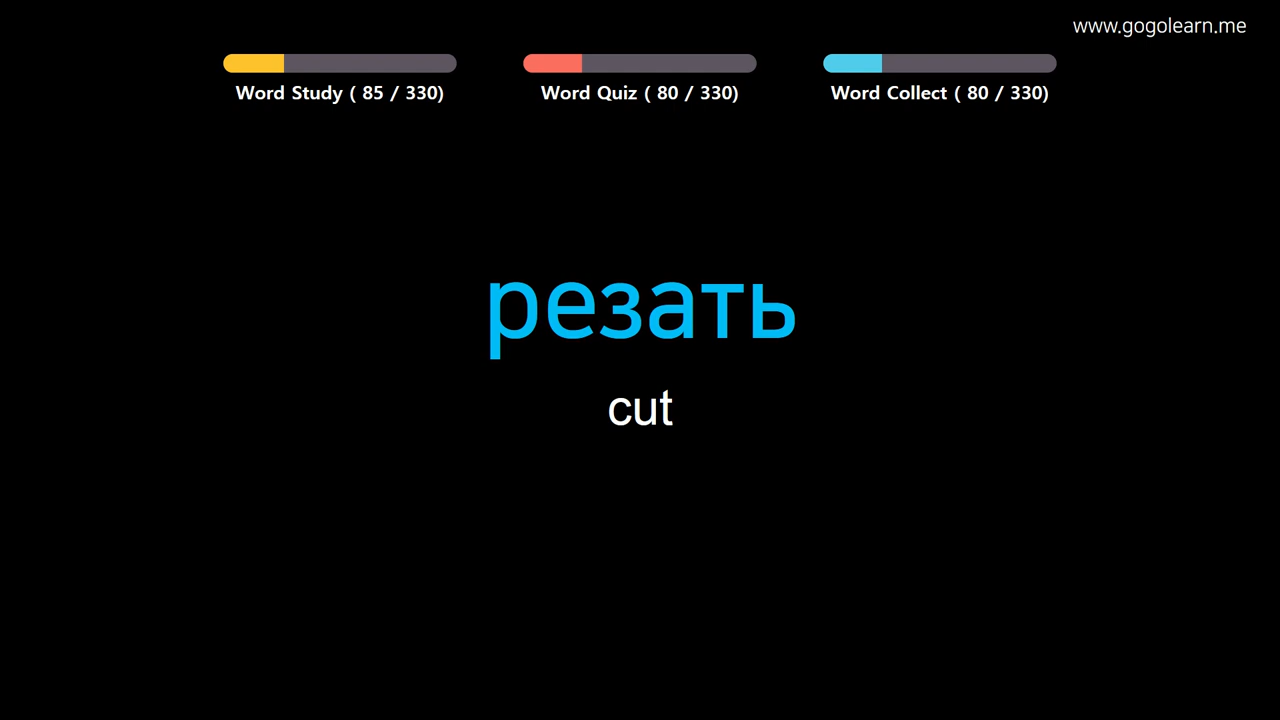 www.gogolearn.me
Word Study ( 85 / 330)
Word Quiz ( 80 / 330)
Word Collect ( 80 / 330)
резать
cut